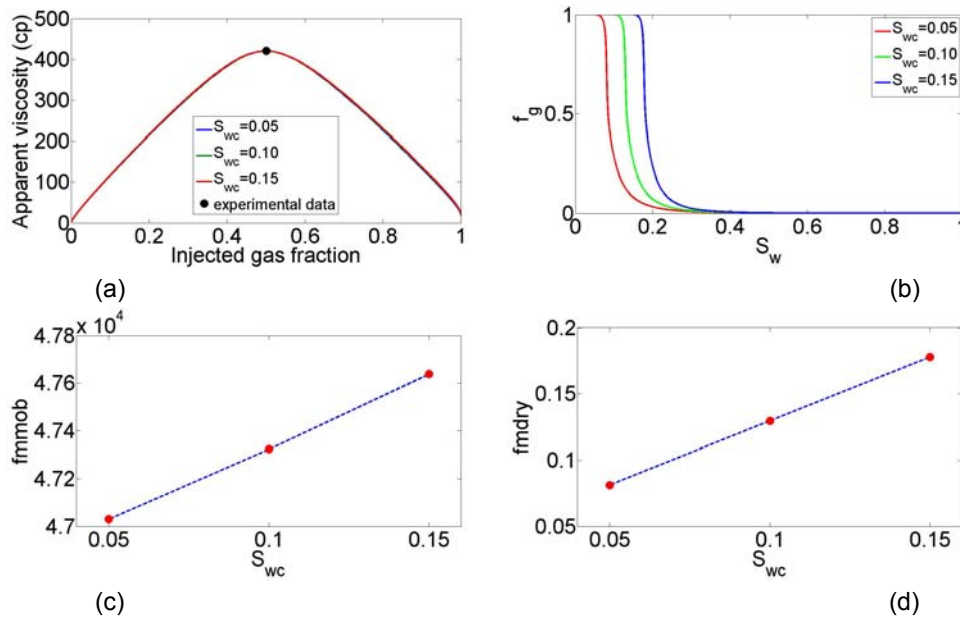 Apparent viscosity (cp)
500
400
300
200
100
0
0 0.2 0.4 0.6 0.8 1
Injected gas fraction
S_wc=0.05
S_wc=0.10
S_wc=0.15
experimental data
(a)
f_g
1
0.5
0
0 0.2 0.4 0.6 0.8 1
S_w
S_wc=0.05
S_wc=0.10
S_wc=0.15
(b)
fmmob
4.78 x 10^4
4.76
4.74
4.72
4.7
0.05 0.1 0.15
S_wc
(c)
fmdry
0.2
0.15
0.1
0.05
0.05 0.1 0.15
S_wc
(d)